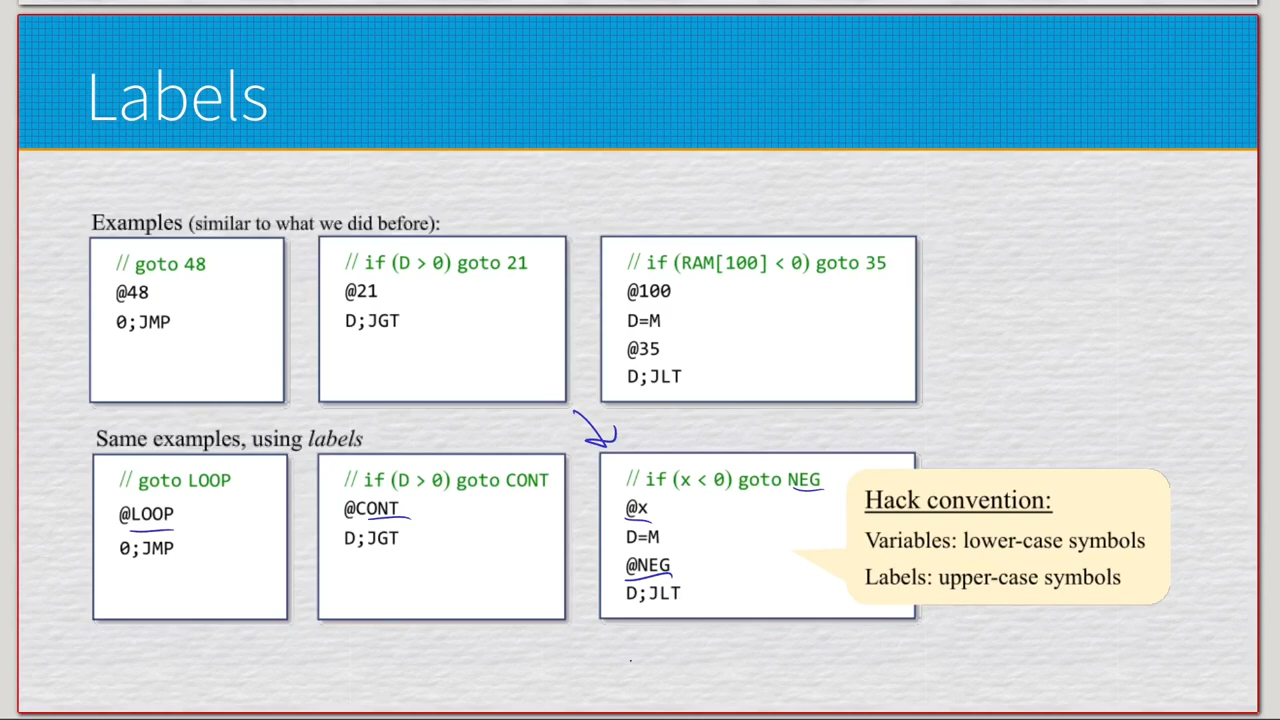 Labels
Examples (similar to what we did before):
// goto 48
@48
0;JMP
// if (D > 0) goto 21
@21
D;JGT
// if (RAM[100] < 0) goto 35
@100
D=M
@35
D;JLT
Same examples, using labels
// goto LOOP
@LOOP
0;JMP
// if (D > 0) goto CONT
@CONT
D;JGT
// if (x < 0) goto NEG
@x
D=M
@NEG
D;JLT
Hack convention:
Variables: lower-case symbols
Labels: upper-case symbols